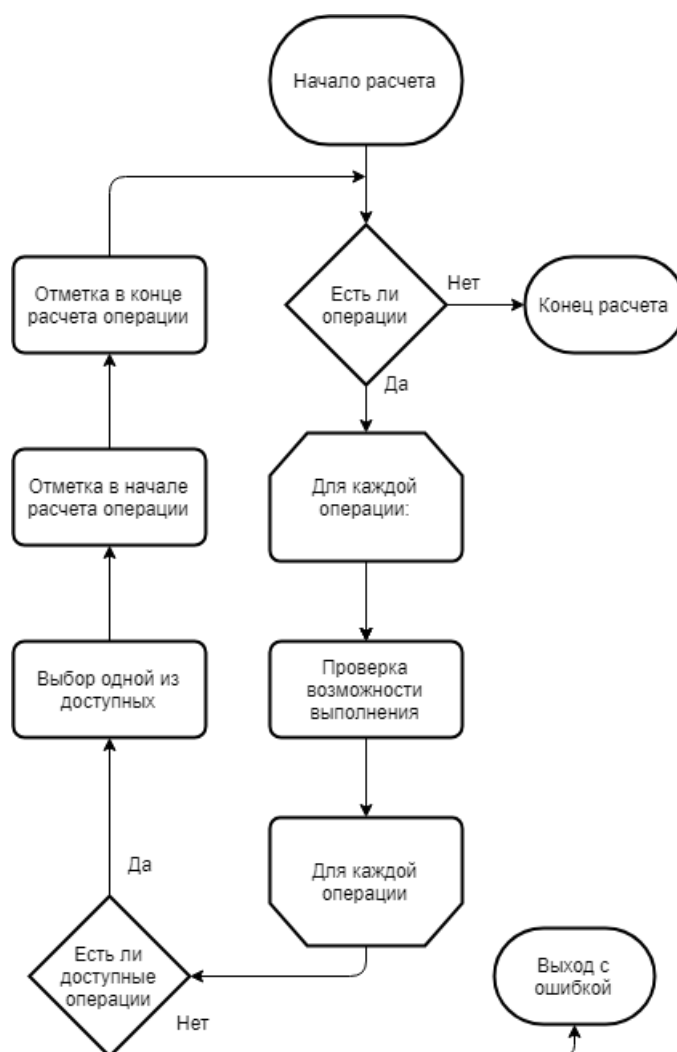 Начало расчета
Есть ли
операции
Нет
Конец расчета
Да
Для каждой
операции:
Проверка
возможности
выполнения
Для каждой
операции
Есть ли
доступные
операции
Да
Нет
Выбор одной из
доступных
Отметка в начале
расчета операции
Отметка в конце
расчета операции
Выход с
ошибкой